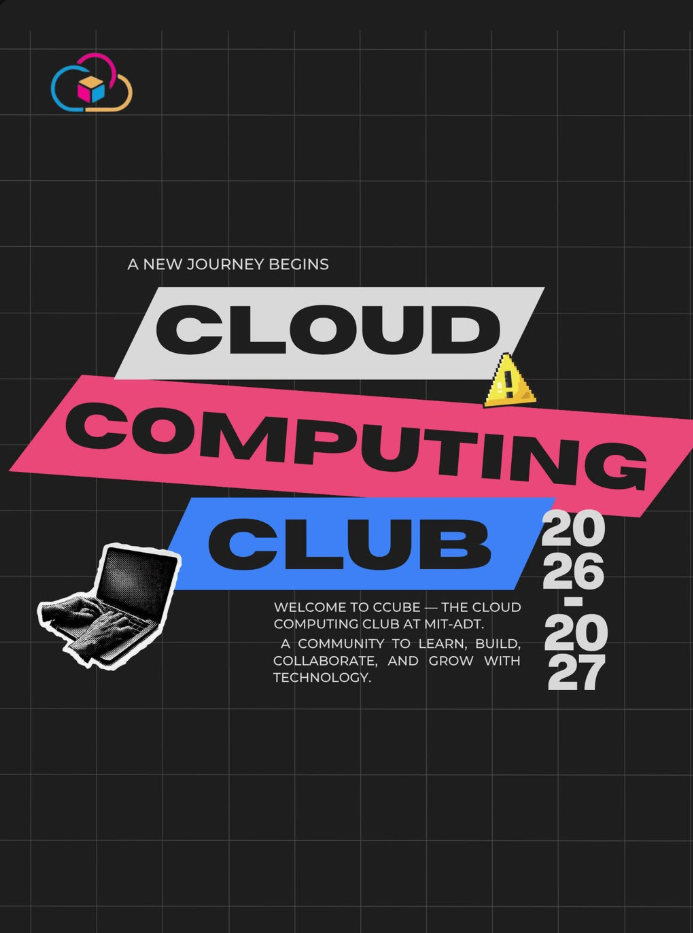 A NEW JOURNEY BEGINS
CLOUD
!
COMPUTING
CLUB
20
26
-
20
27
WELCOME TO CCUBE — THE CLOUD
COMPUTING CLUB AT MIT-ADT.
A COMMUNITY TO LEARN, BUILD,
COLLABORATE, AND GROW WITH
TECHNOLOGY.